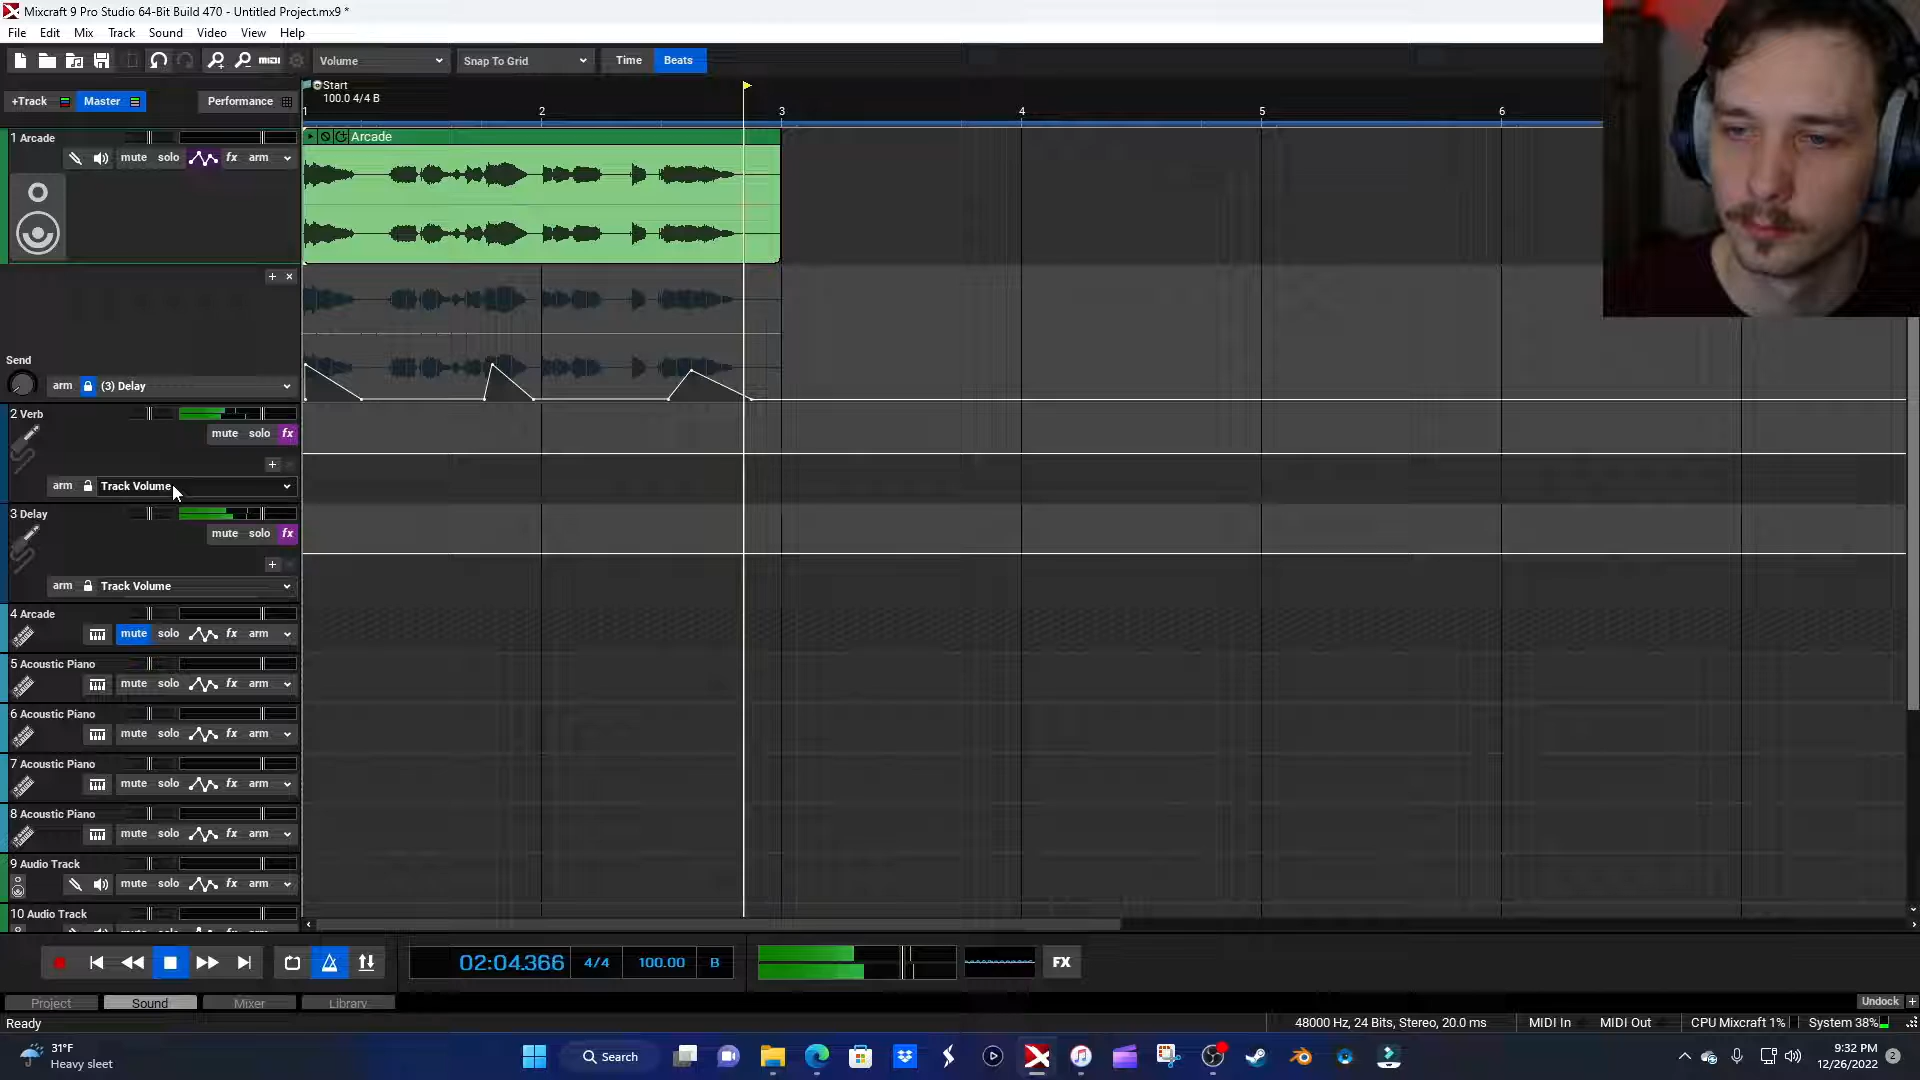 Mixcraft 9 Pro Studio 64-Bit Build 470 - Untitled Project.mx9 *
File Edit Mix Track Sound Video View Help
MIDI Volume Snap To Grid Time Beats
+Track Master Performance
Start
100.0 4/4 B
1 2 3 4 5 6
1 Arcade
mute solo fx arm
Arcade
Send
arm (3) Delay
2 Verb
mute solo fx
arm Track Volume
3 Delay
mute solo fx
arm Track Volume
4 Arcade
mute solo fx arm
5 Acoustic Piano
mute solo fx arm
6 Acoustic Piano
mute solo fx arm
7 Acoustic Piano
mute solo fx arm
8 Acoustic Piano
mute solo fx arm
9 Audio Track
mute solo fx arm
10 Audio Track
02:04.366 4/4 100.00 B FX
Project Sound Mixer Library Undock
Ready 48000 Hz, 24 Bits, Stereo, 20.0 ms MIDI In MIDI Out CPU Mixcraft 1% System 38%
31°F
Heavy sleet
Search
9:32 PM
12/26/2022
2